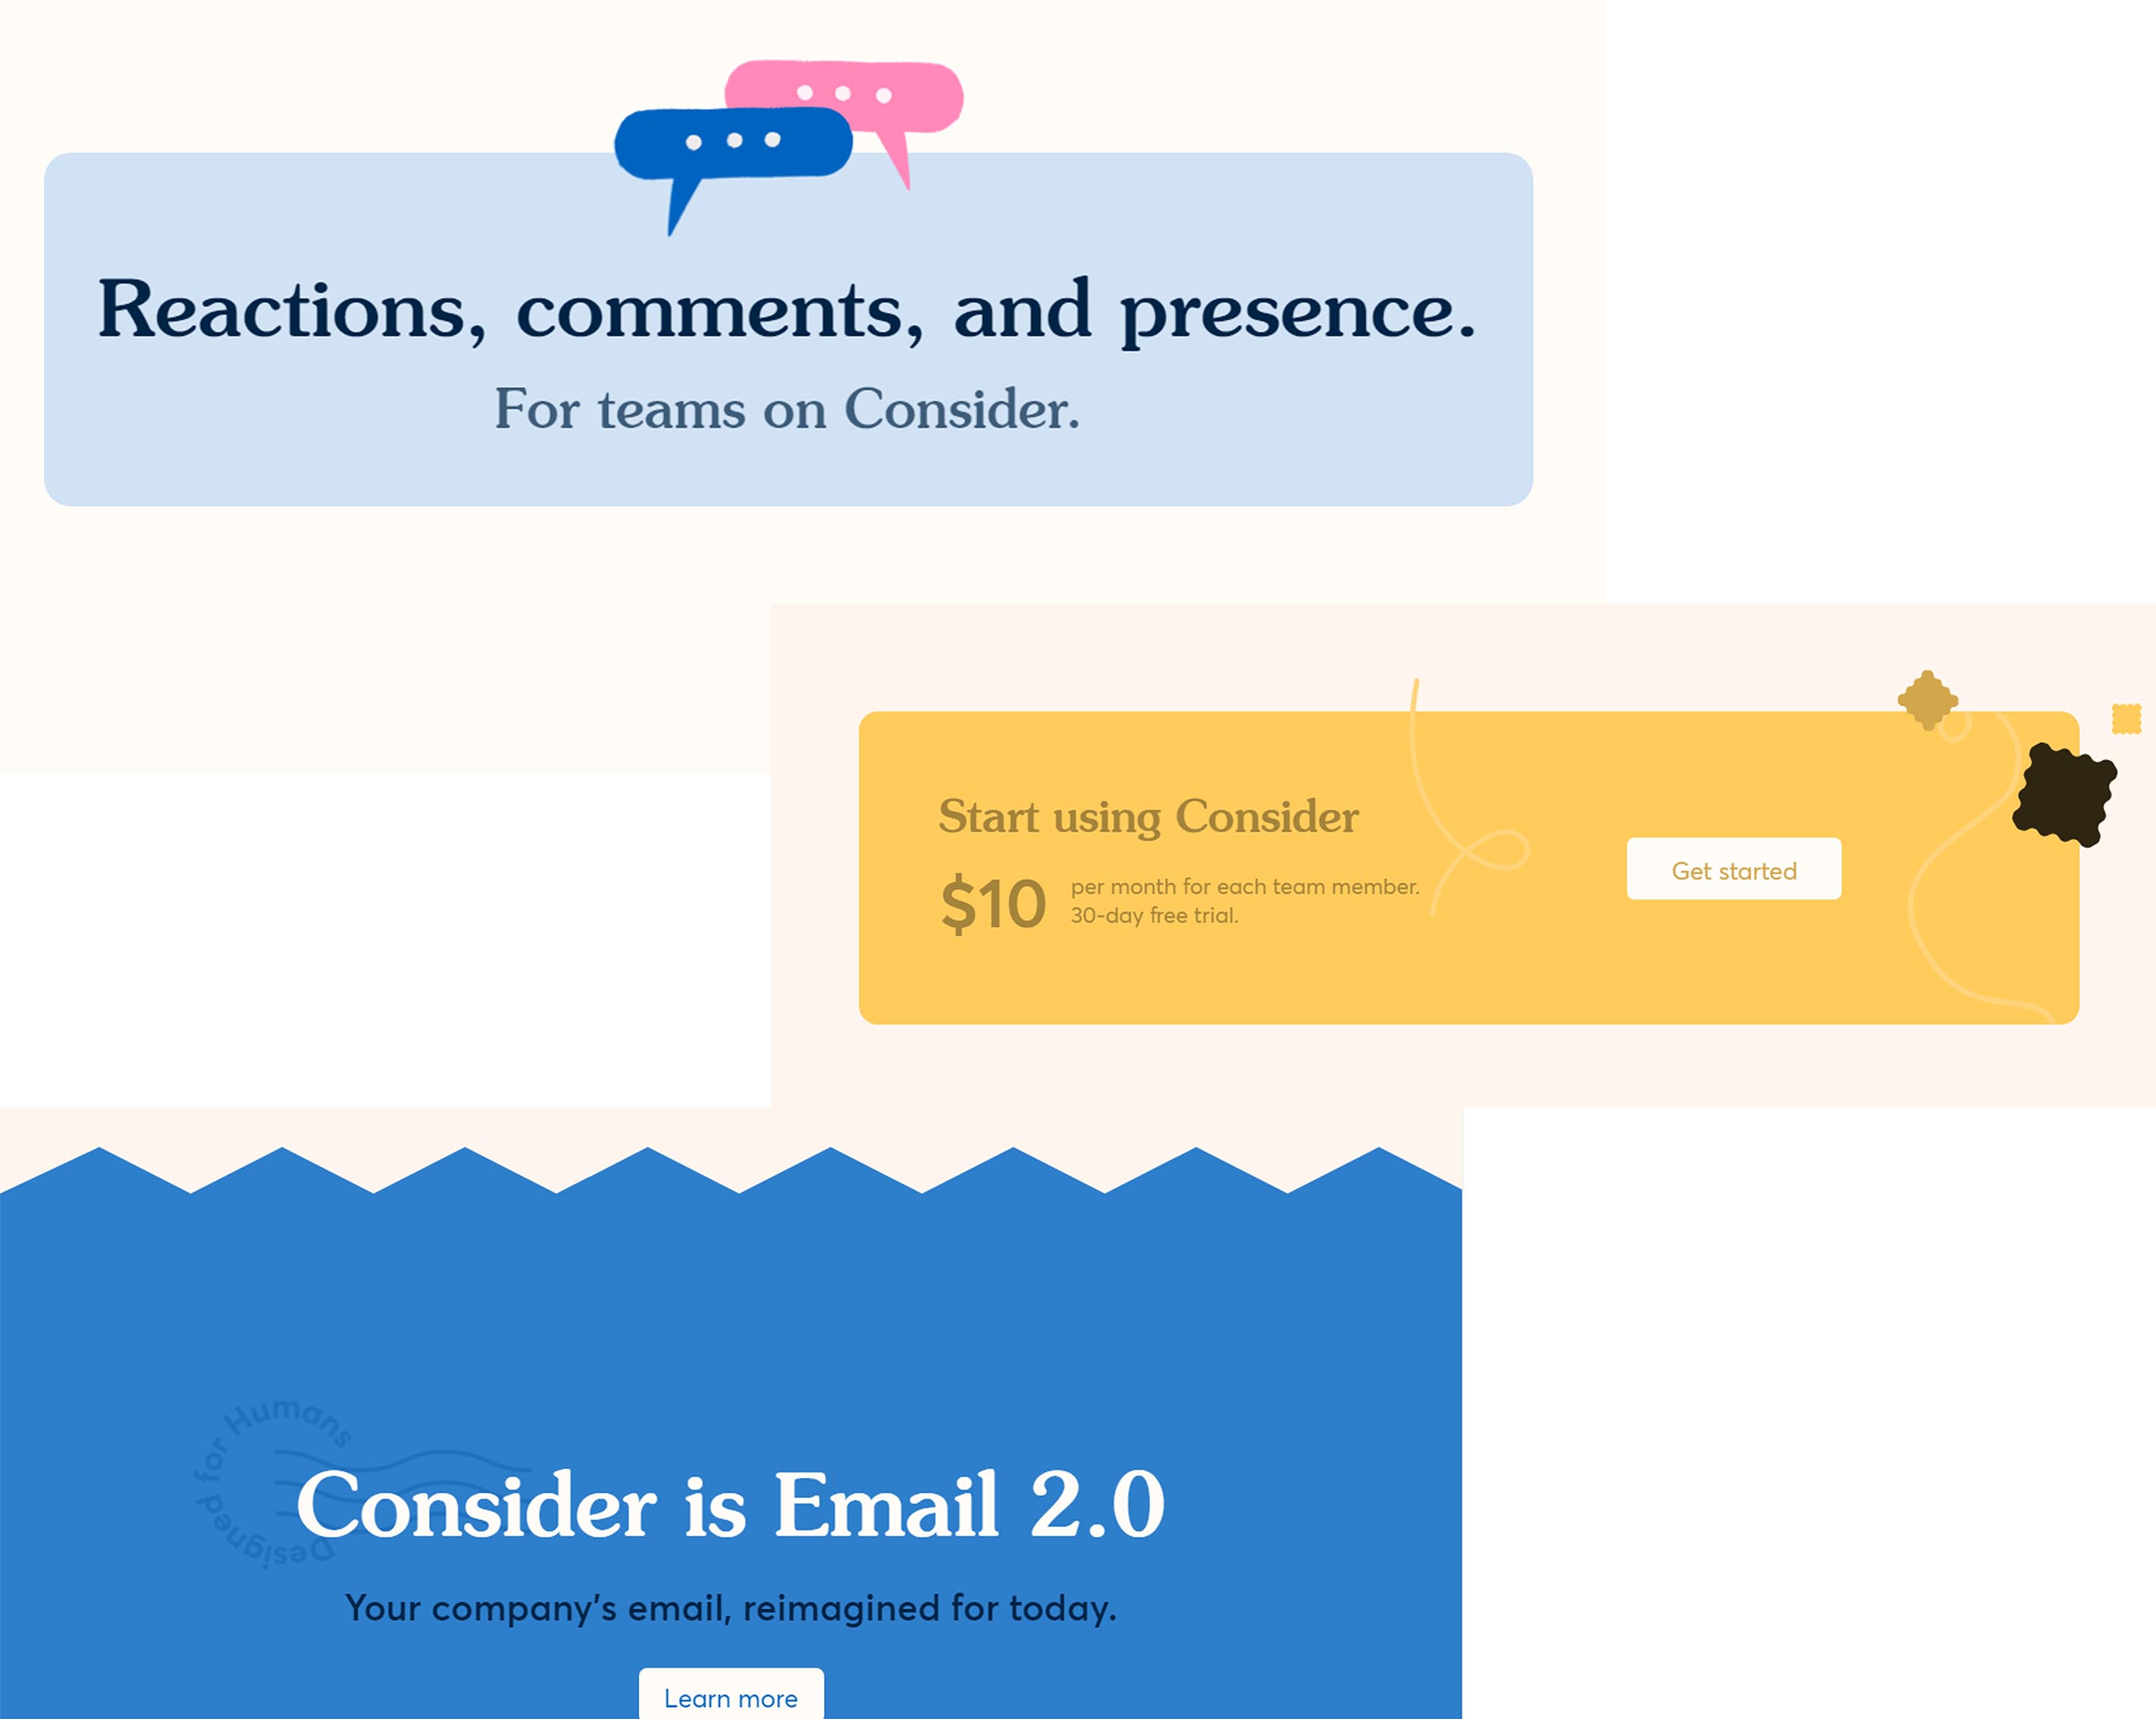 Reactions, comments, and presence.
For teams on Consider.
Start using Consider
$10
per month for each team member.
30-day free trial.
Get started
Designed for Humans
Consider is Email 2.0
Your company’s email, reimagined for today.
Learn more